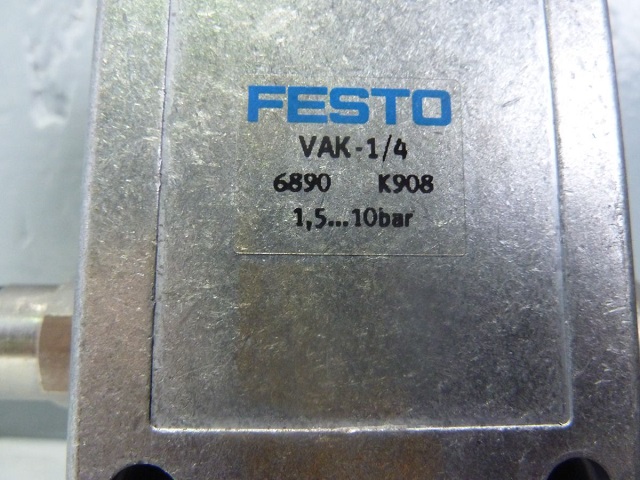 FESTO
VAK-1/4
6890 K908
1,5...10bar